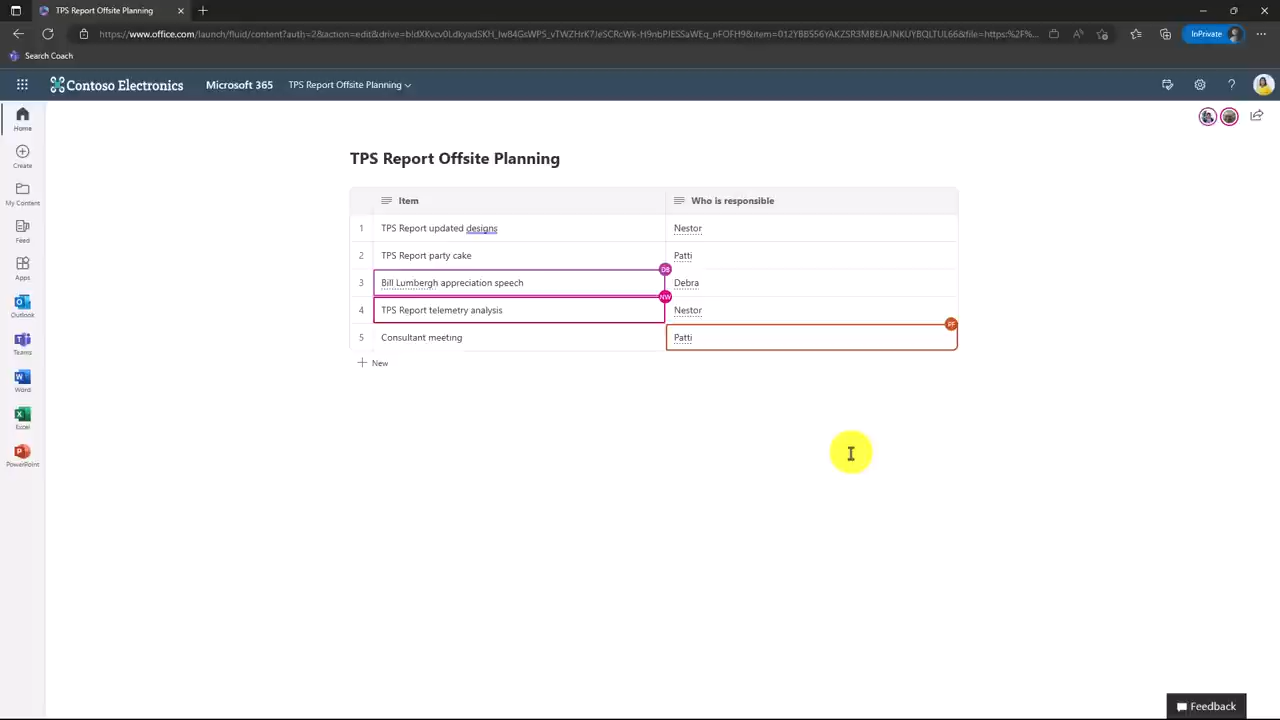 TPS Report Offsite Planning
Search Coach
Contoso Electronics Microsoft 365 TPS Report Offsite Planning
InPrivate
Home
Create
My Content
Feed
Apps
Outlook
Teams
Word
Excel
PowerPoint
TPS Report Offsite Planning
Item Who is responsible
1 TPS Report updated designs Nestor
2 TPS Report party cake Patti
DB
3 Bill Lumbergh appreciation speech Debra
NW
4 TPS Report telemetry analysis Nestor
PF
5 Consultant meeting Patti
New
Feedback